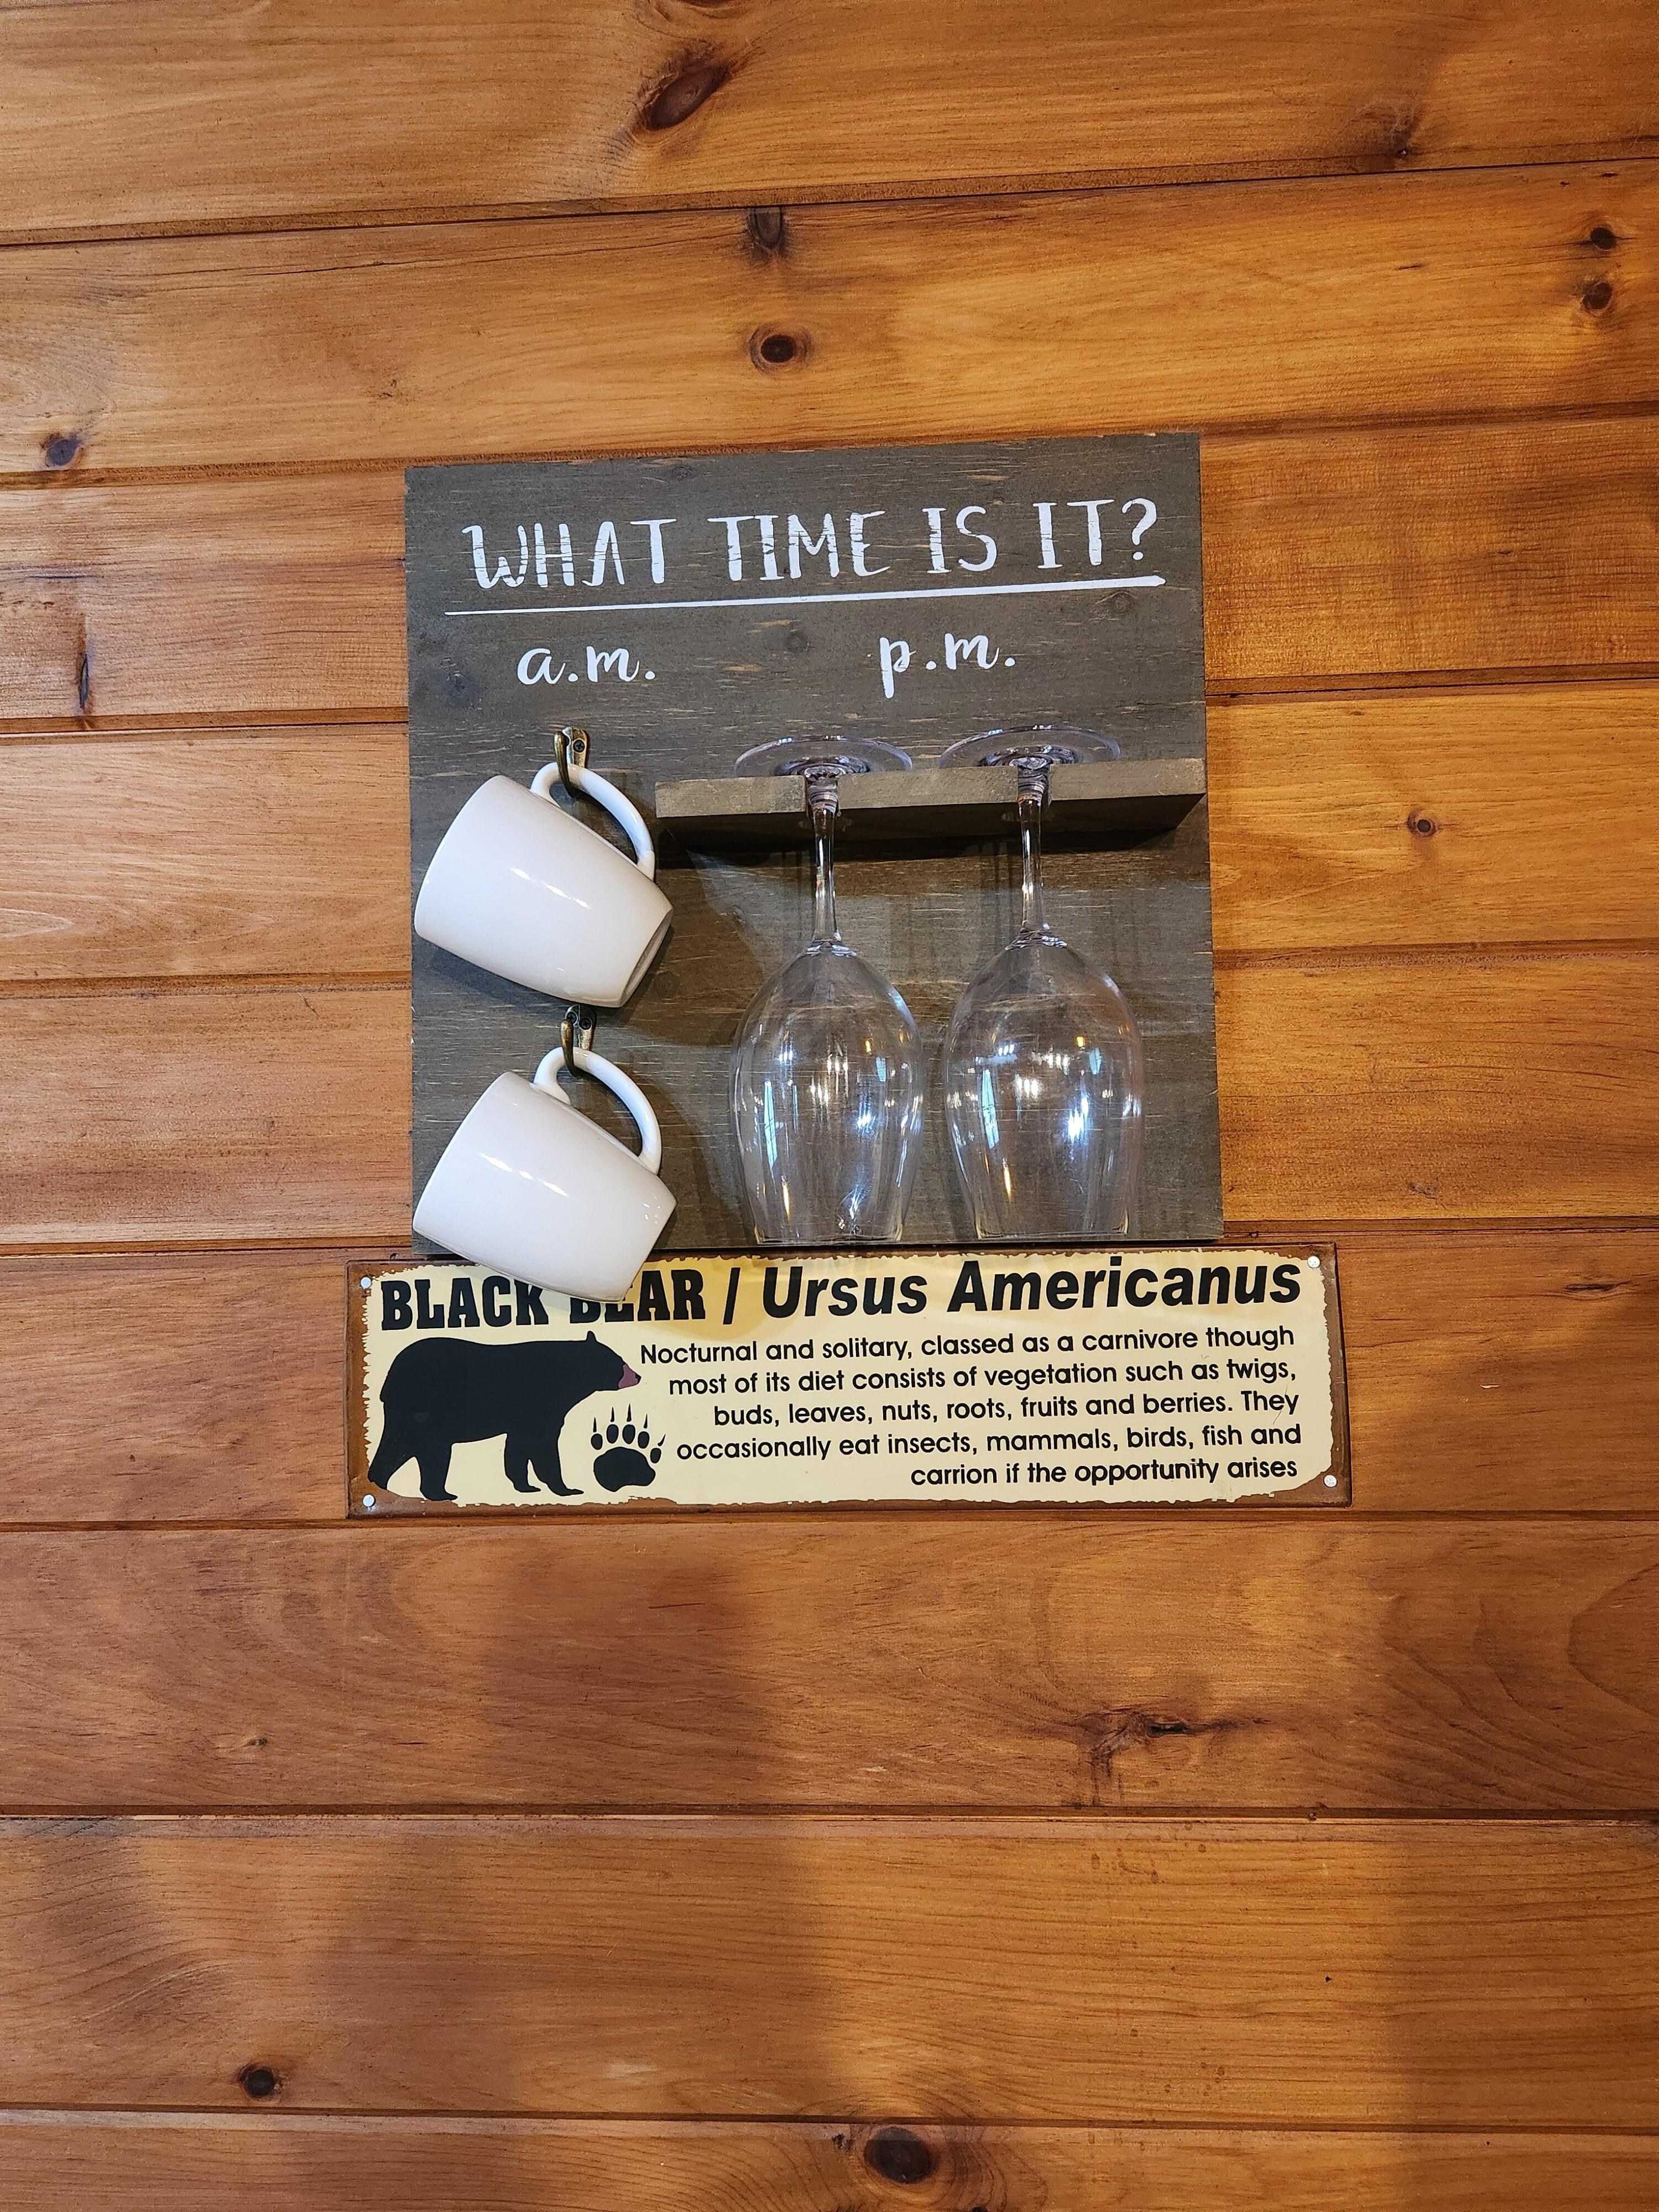 WHAT TIME IS IT?
a.m. p.m.
BLACK BEAR / Ursus Americanus
Nocturnal and solitary, classed as a carnivore though
most of its diet consists of vegetation such as twigs,
buds, leaves, nuts, roots, fruits and berries. They
occasionally eat insects, mammals, birds, fish and
carrion if the opportunity arises